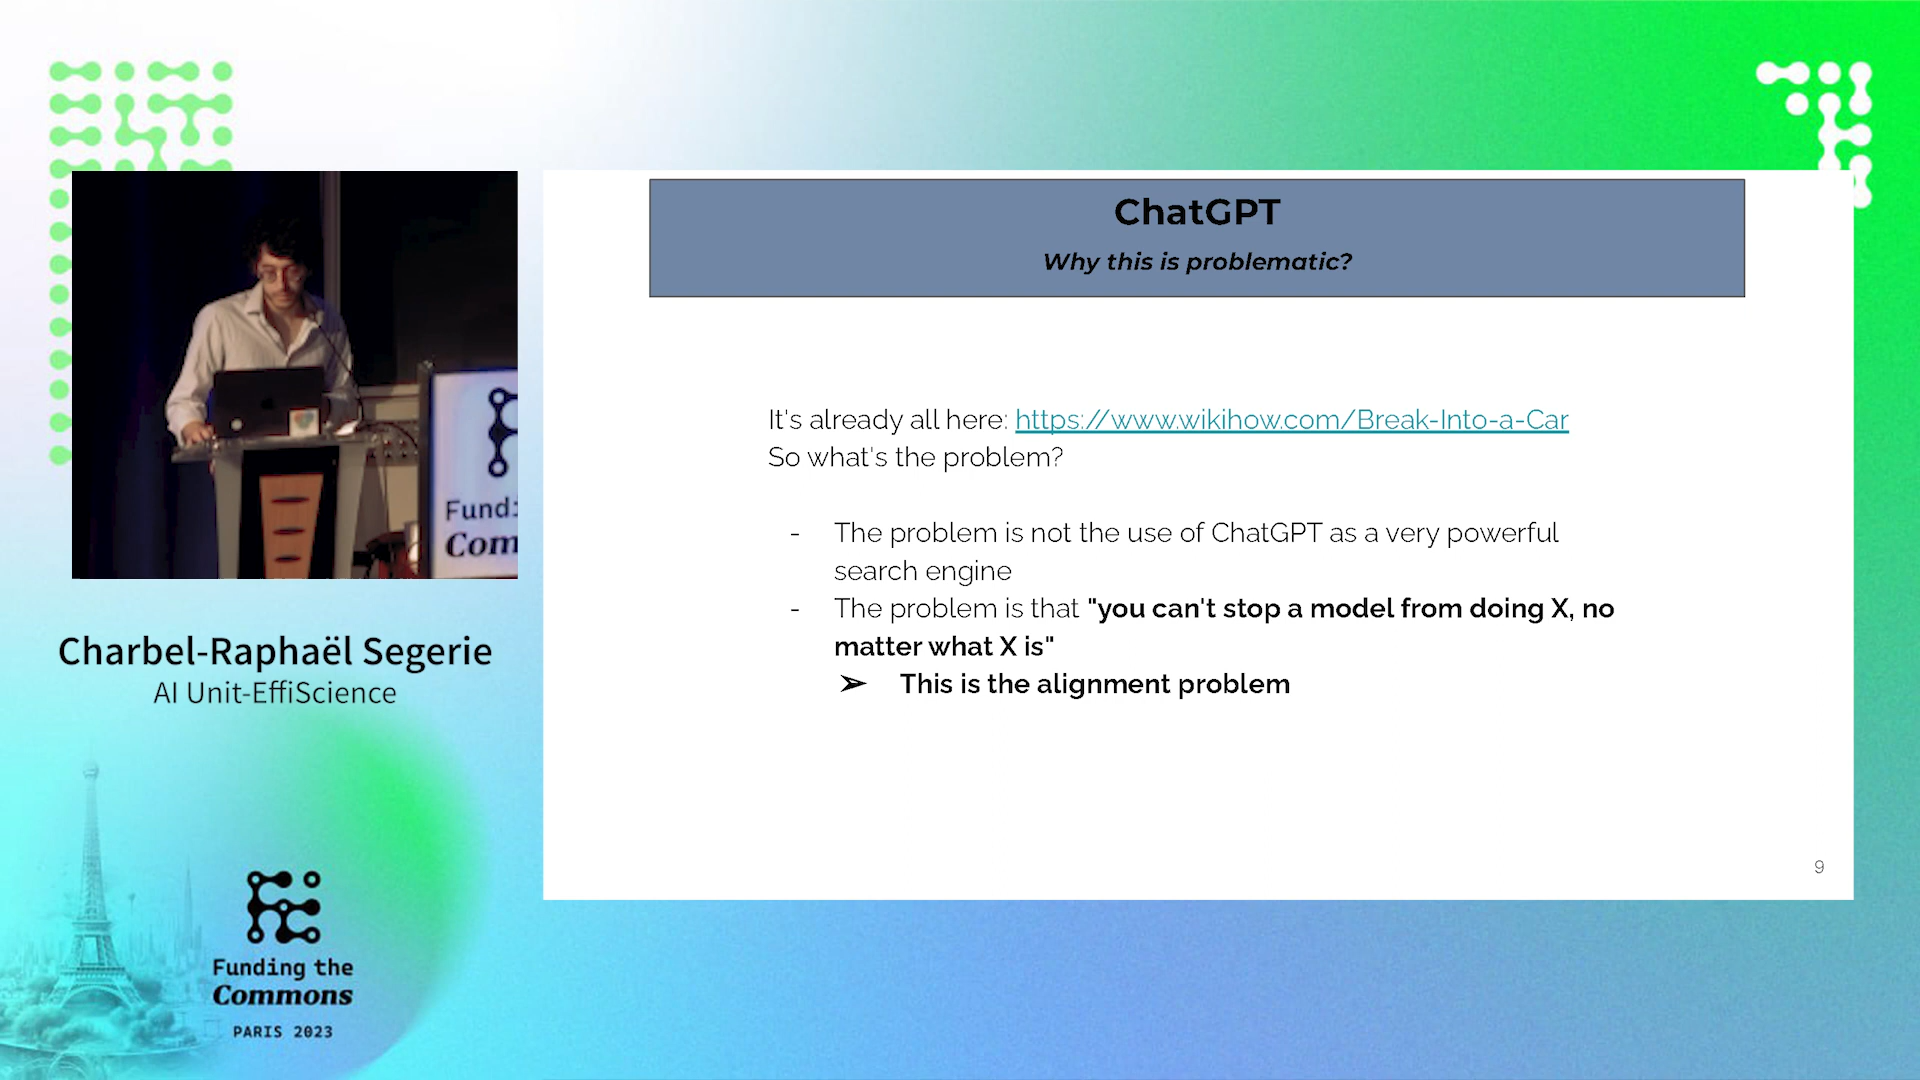 ChatGPT
Why this is problematic?
It's already all here: https://www.wikihow.com/Break-Into-a-Car
So what's the problem?
- The problem is not the use of ChatGPT as a very powerful
search engine
- The problem is that "you can't stop a model from doing X, no
matter what X is"
➢ This is the alignment problem
9
Fund
Com
Charbel-Raphaël Segerie
AI Unit-EffiScience
Funding the
Commons
PARIS 2023